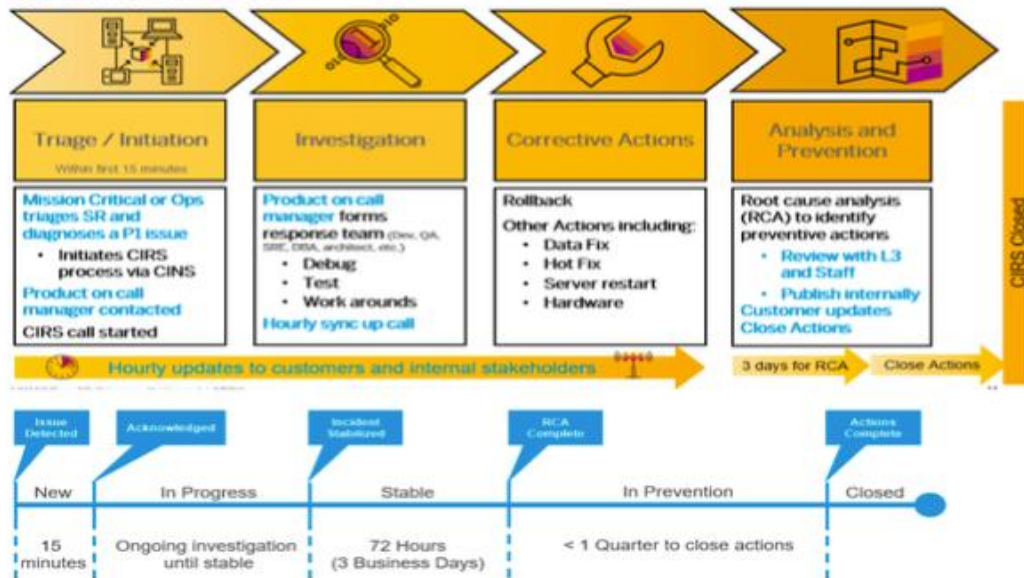 Triage / Initiation
Within first 15 minutes
Mission Critical or Ops
triages SR and
diagnoses a P1 issue
• Initiates CIRS
process via CINS
Product on call
manager contacted
CIRS call started
Investigation
Product on call
manager forms
response team (Dev, QA,
SRE, DBA, architect, etc.)
• Debug
• Test
• Work arounds
Hourly sync up call
Corrective Actions
Rollback
Other Actions including:
• Data Fix
• Hot Fix
• Server restart
• Hardware
Analysis and
Prevention
Root cause analysis
(RCA) to identify
preventive actions
• Review with L3
and Staff
• Publish internally
Customer updates
Close Actions
CIRS Closed
Hourly updates to customers and internal stakeholders
3 days for RCA
Close Actions
Issue
Detected
Acknowledged
Incident
Stabilized
RCA
Complete
Actions
Complete
New
In Progress
Stable
In Prevention
Closed
15
minutes
Ongoing investigation
until stable
72 Hours
(3 Business Days)
< 1 Quarter to close actions